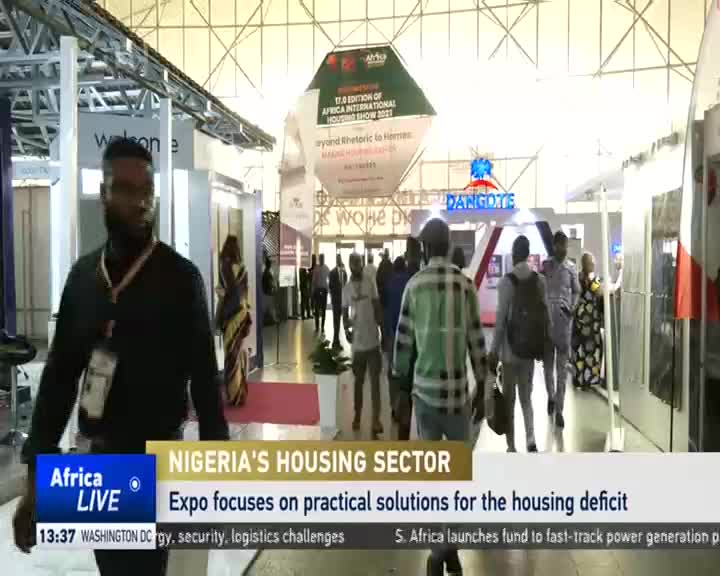 welcome
17.0 EDITION OF
AFRICA INTERNATIONAL
HOUSING SHOW 2023
Beyond Rhetoric to Homes:
DANGOTE
NIGERIA'S HOUSING SECTOR
Africa
LIVE
Expo focuses on practical solutions for the housing deficit
13:37 WASHINGTON DC
gy, security, logistics challenges
S. Africa launches fund to fast-track power generation p